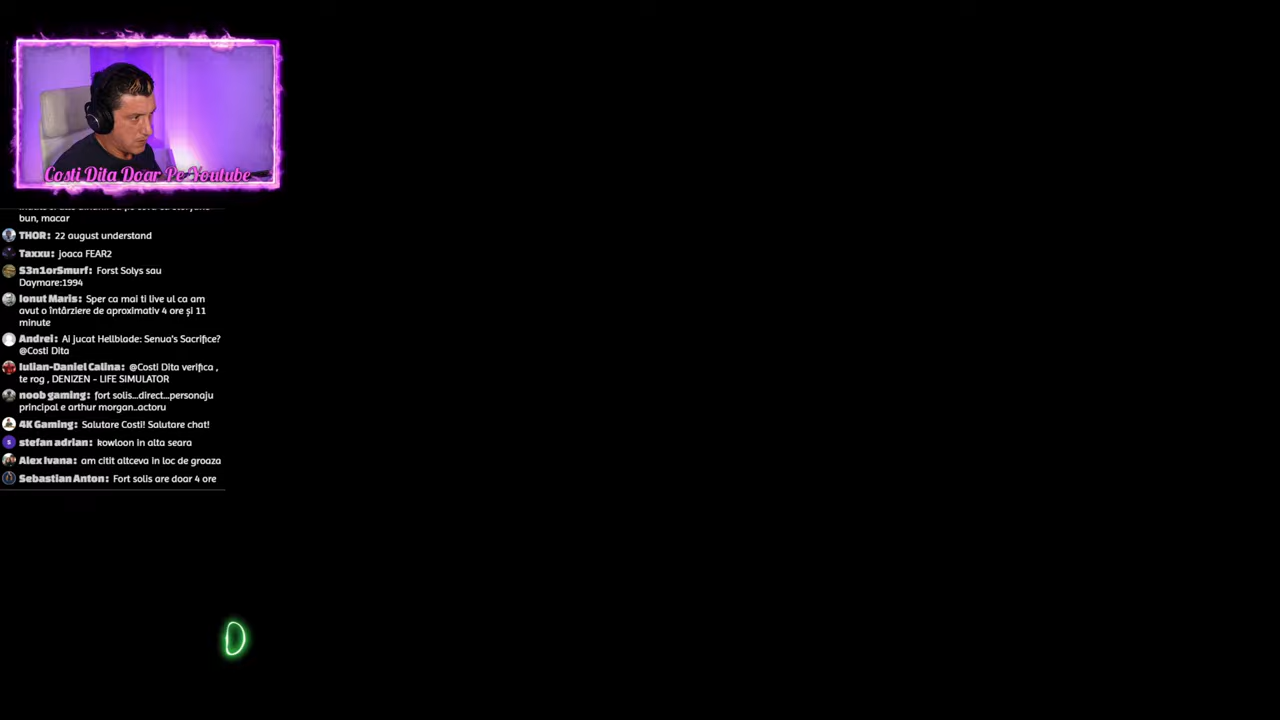 Costi Dita Doar Pe Youtube
bun, macar
THOR: 22 august understand
Taxxu: joaca FEAR2
S3n1orSmurf: Forst Solys sau
Daymare:1994
Ionut Maris: Sper ca mai ti live ul ca am
avut o întârziere de aproximativ 4 ore și 11
minute
Andrei: Ai jucat Hellblade: Senua's Sacrifice?
@Costi Dita
Iulian-Daniel Calina: @Costi Dita verifica ,
te rog , DENIZEN - LIFE SIMULATOR
noob gaming: fort solis...direct...personaju
principal e arthur morgan..actoru
4K Gaming: Salutare Costi! Salutare chat!
stefan adrian: kowloon in alta seara
Alex Ivana: am citit altceva in loc de groaza
Sebastian Anton: Fort solis are doar 4 ore
D